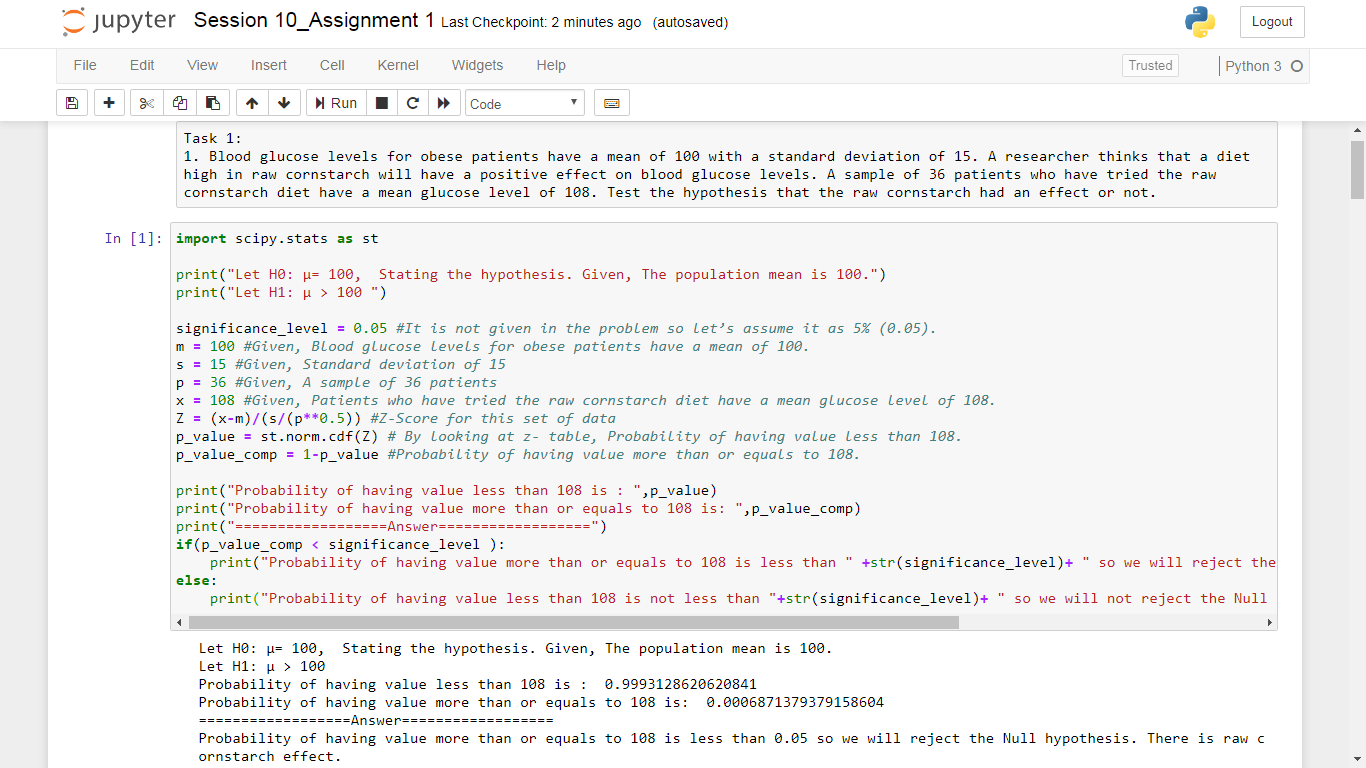 jupyter Session 10_Assignment 1 Last Checkpoint: 2 minutes ago (autosaved) Logout
File Edit View Insert Cell Kernel Widgets Help Trusted Python 3
Run Code
Task 1:
1. Blood glucose levels for obese patients have a mean of 100 with a standard deviation of 15. A researcher thinks that a diet
high in raw cornstarch will have a positive effect on blood glucose levels. A sample of 36 patients who have tried the raw
cornstarch diet have a mean glucose level of 108. Test the hypothesis that the raw cornstarch had an effect or not.
In [1]: import scipy.stats as st
print("Let H0: μ= 100,  Stating the hypothesis. Given, The population mean is 100.")
print("Let H1: μ > 100 ")
significance_level = 0.05 #It is not given in the problem so let’s assume it as 5% (0.05).
m = 100 #Given, Blood glucose levels for obese patients have a mean of 100.
s = 15 #Given, Standard deviation of 15
p = 36 #Given, A sample of 36 patients
x = 108 #Given, Patients who have tried the raw cornstarch diet have a mean glucose level of 108.
Z = (x-m)/(s/(p**0.5)) #Z-Score for this set of data
p_value = st.norm.cdf(Z) # By looking at z- table, Probability of having value less than 108.
p_value_comp = 1-p_value #Probability of having value more than or equals to 108.
print("Probability of having value less than 108 is : ",p_value)
print("Probability of having value more than or equals to 108 is: ",p_value_comp)
print("==================Answer==================")
if(p_value_comp < significance_level ):
    print("Probability of having value more than or equals to 108 is less than " +str(significance_level)+ " so we will reject the
else:
    print("Probability of having value less than 108 is not less than "+str(significance_level)+ " so we will not reject the Null
Let H0: μ= 100,  Stating the hypothesis. Given, The population mean is 100.
Let H1: μ > 100
Probability of having value less than 108 is :  0.9993128620620841
Probability of having value more than or equals to 108 is:  0.0006871379379158604
==================Answer==================
Probability of having value more than or equals to 108 is less than 0.05 so we will reject the Null hypothesis. There is raw c
ornstarch effect.